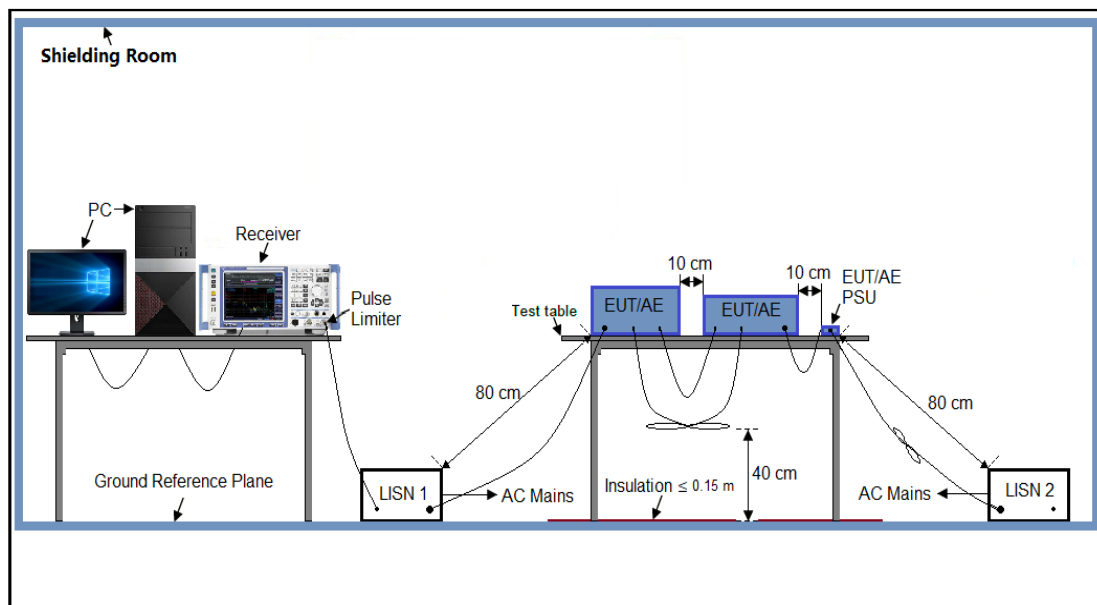 Shielding Room
PC
Receiver
Pulse
Limiter
10 cm
10 cm
EUT/AE
PSU
EUT/AE
EUT/AE
Test table
80 cm
80 cm
40 cm
Ground Reference Plane
LISN 1
AC Mains
Insulation ≤ 0.15 m
AC Mains
LISN 2